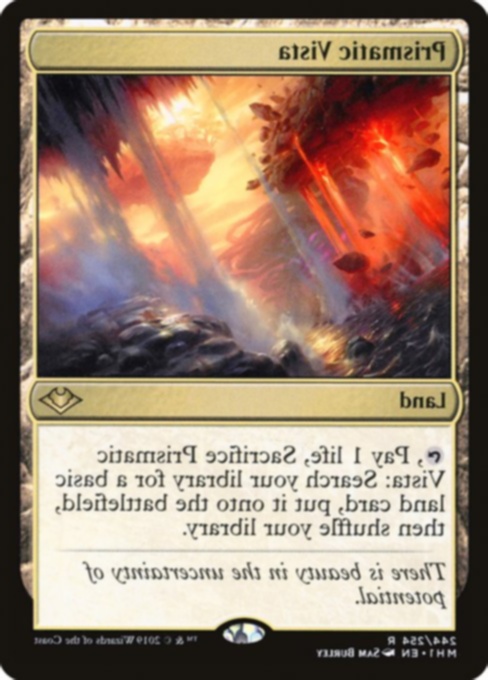 Prismatic Vista
Land
, Pay 1 life, Sacrifice Prismatic
Vista: Search your library for a basic
land card, put it onto the battlefield,
then shuffle your library.
There is beauty in the uncertainty of
potential.
244/254 R
MH1 • EN Sam Burley
™ & © 2019 Wizards of the Coast